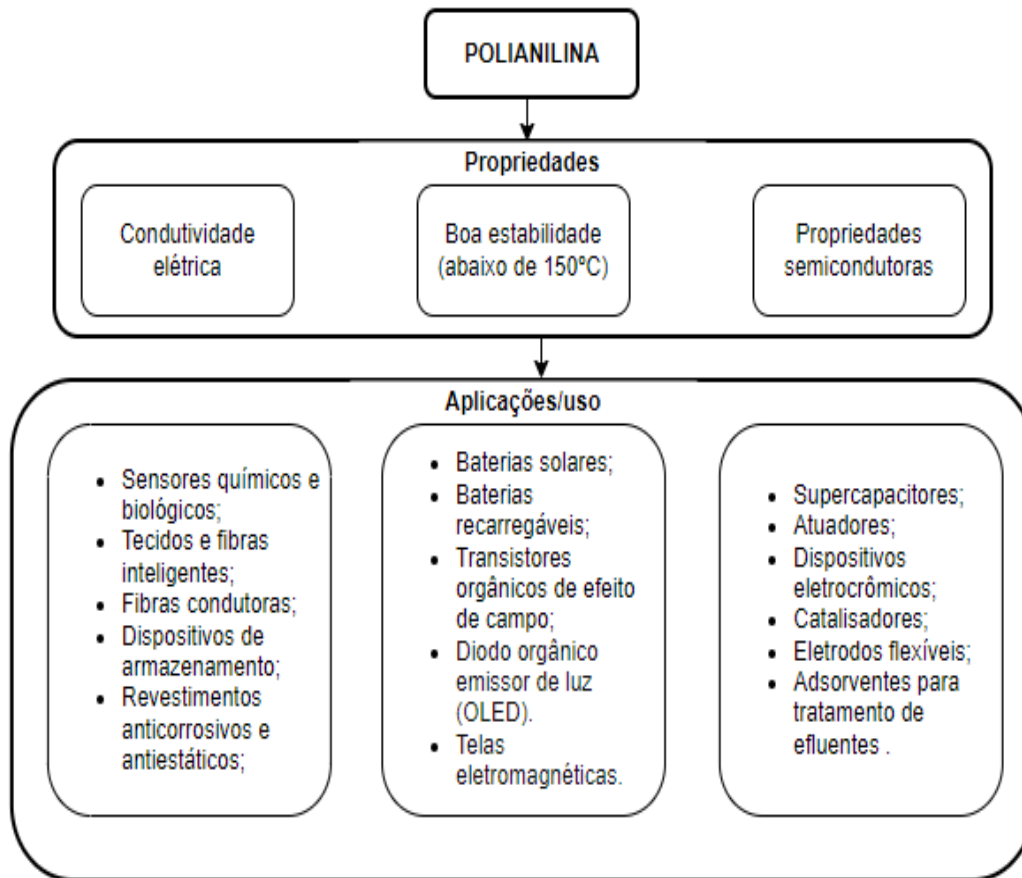 POLIANILINA
Propriedades
Condutividade
elétrica
Boa estabilidade
(abaixo de 150ºC)
Propriedades
semicondutoras
Aplicações/uso
• Sensores químicos e
biológicos;
• Tecidos e fibras
inteligentes;
• Fibras condutoras;
• Dispositivos de
armazenamento;
• Revestimentos
anticorrosivos e
antiestáticos;
• Baterias solares;
• Baterias
recarregáveis;
• Transistores
orgânicos de efeito
de campo;
• Diodo orgânico
emissor de luz
(OLED).
• Telas
eletromagnéticas.
• Supercapacitores;
• Atuadores;
• Dispositivos
eletrocrômicos;
• Catalisadores;
• Eletrodos flexíveis;
• Adsorventes para
tratamento de
efluentes .